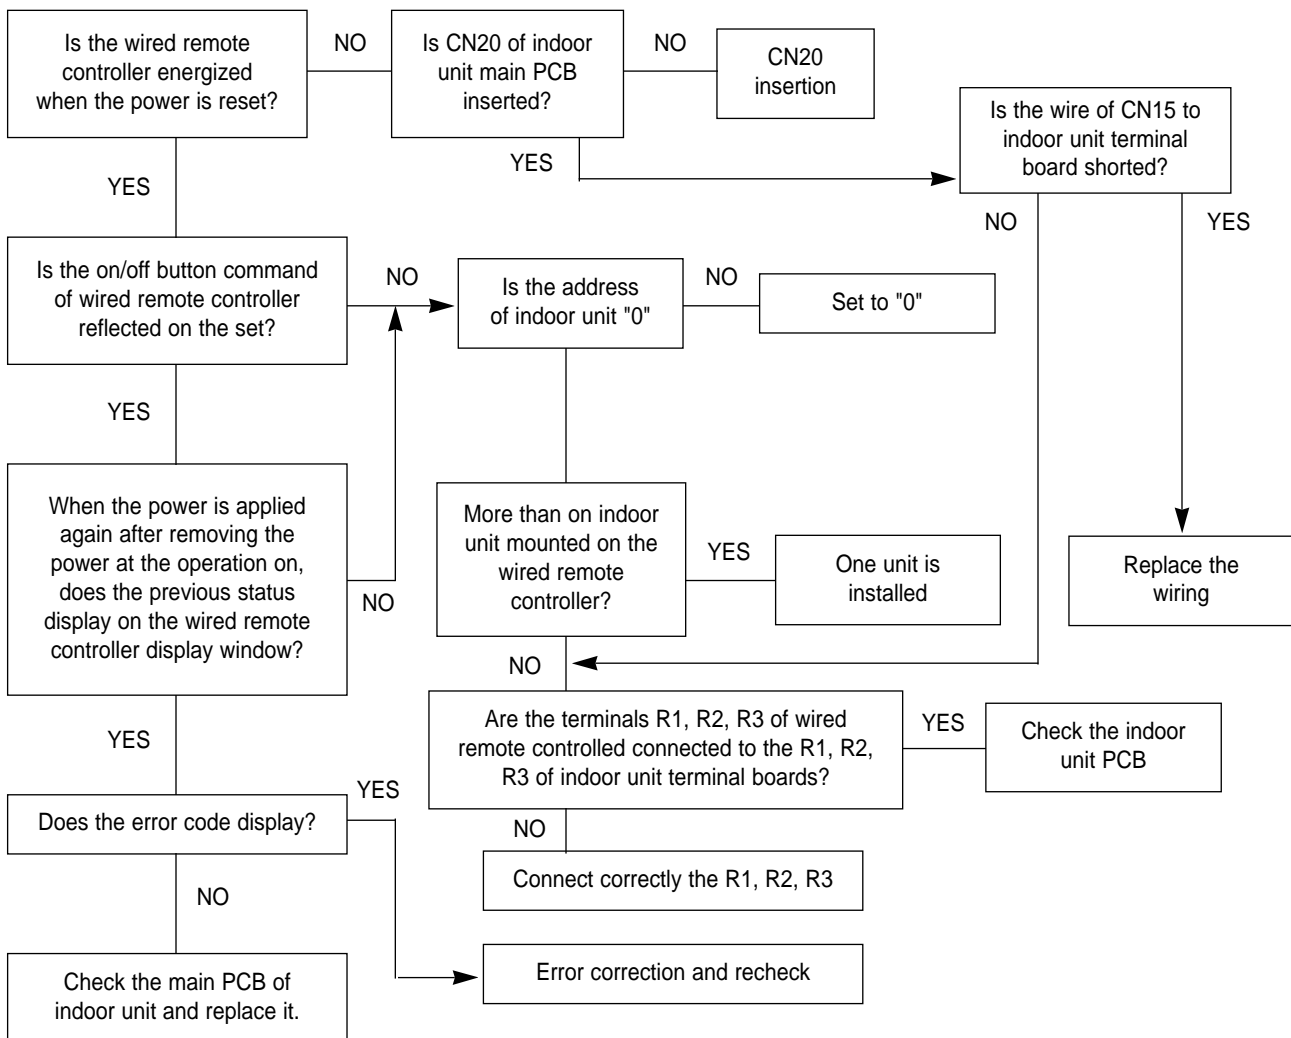 Is the wired remote
controller energized
when the power is reset?
NO
Is CN20 of indoor
unit main PCB
inserted?
NO
CN20
insertion
Is the wire of CN15 to
indoor unit terminal
board shorted?
YES
YES
NO
YES
Is the on/off button command
of wired remote controller
reflected on the set?
NO
Is the address
of indoor unit "0"
NO
Set to "0"
YES
When the power is applied
again after removing the
power at the operation on,
does the previous status
display on the wired remote
controller display window?
NO
More than on indoor
unit mounted on the
wired remote
controller?
YES
One unit is
installed
Replace the
wiring
NO
YES
Are the terminals R1, R2, R3 of wired
remote controlled connected to the R1, R2,
R3 of indoor unit terminal boards?
YES
Check the indoor
unit PCB
Does the error code display?
YES
NO
Connect correctly the R1, R2, R3
NO
Error correction and recheck
Check the main PCB of
indoor unit and replace it.